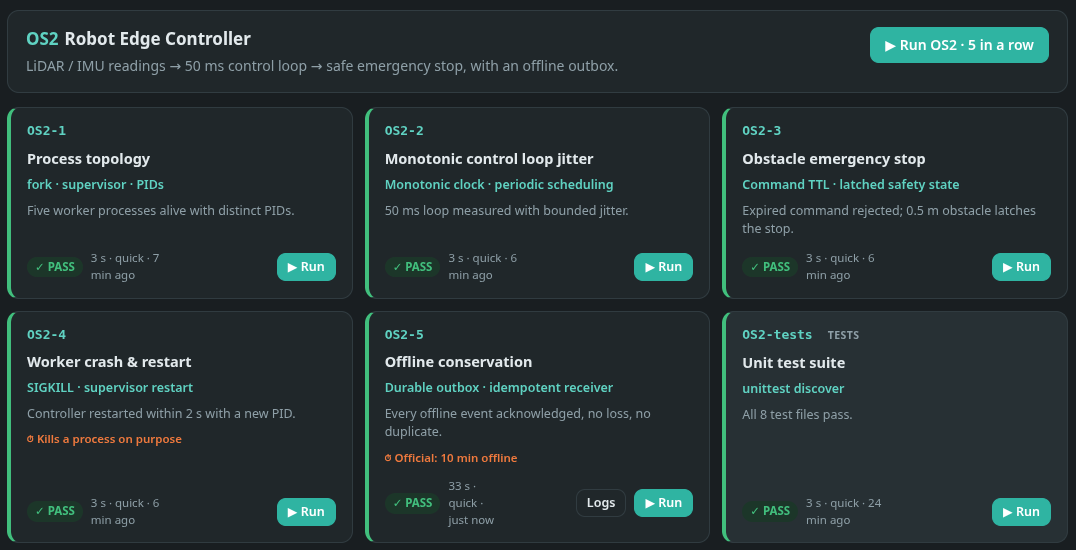 OS2 Robot Edge Controller
LiDAR / IMU readings → 50 ms control loop → safe emergency stop, with an offline outbox.
▶ Run OS2 · 5 in a row
OS2-1
Process topology
fork · supervisor · PIDs
Five worker processes alive with distinct PIDs.
✓ PASS
3 s · quick · 7
min ago
▶ Run
OS2-2
Monotonic control loop jitter
Monotonic clock · periodic scheduling
50 ms loop measured with bounded jitter.
✓ PASS
3 s · quick · 6
min ago
▶ Run
OS2-3
Obstacle emergency stop
Command TTL · latched safety state
Expired command rejected; 0.5 m obstacle latches
the stop.
✓ PASS
3 s · quick · 6
min ago
▶ Run
OS2-4
Worker crash & restart
SIGKILL · supervisor restart
Controller restarted within 2 s with a new PID.
⏱ Kills a process on purpose
✓ PASS
3 s · quick · 6
min ago
▶ Run
OS2-5
Offline conservation
Durable outbox · idempotent receiver
Every offline event acknowledged, no loss, no
duplicate.
⏱ Official: 10 min offline
✓ PASS
33 s ·
quick ·
just now
Logs
▶ Run
OS2-tests TESTS
Unit test suite
unittest discover
All 8 test files pass.
✓ PASS
3 s · quick · 24
min ago
▶ Run